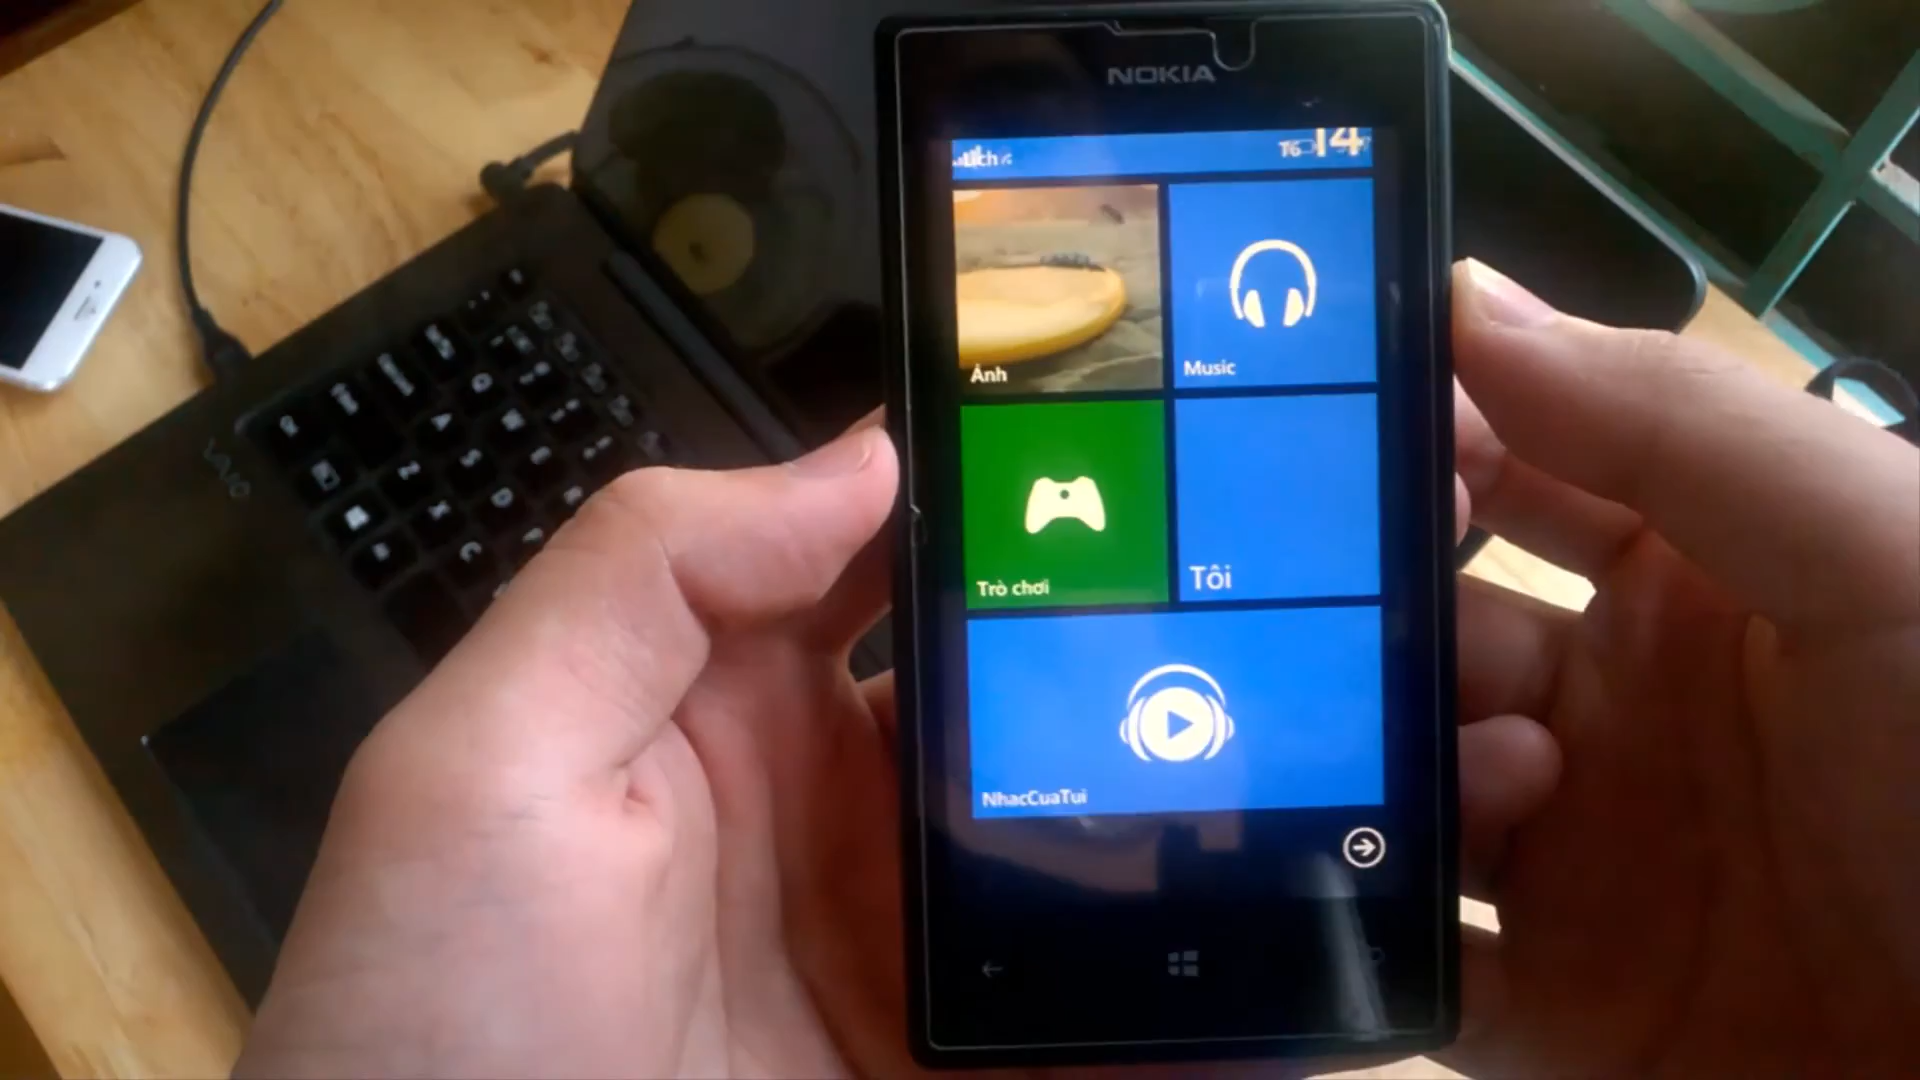 NOKIA
Lịch
T6 14
Ảnh
Music
Trò chơi
Tôi
NhacCuaTui
VAIO